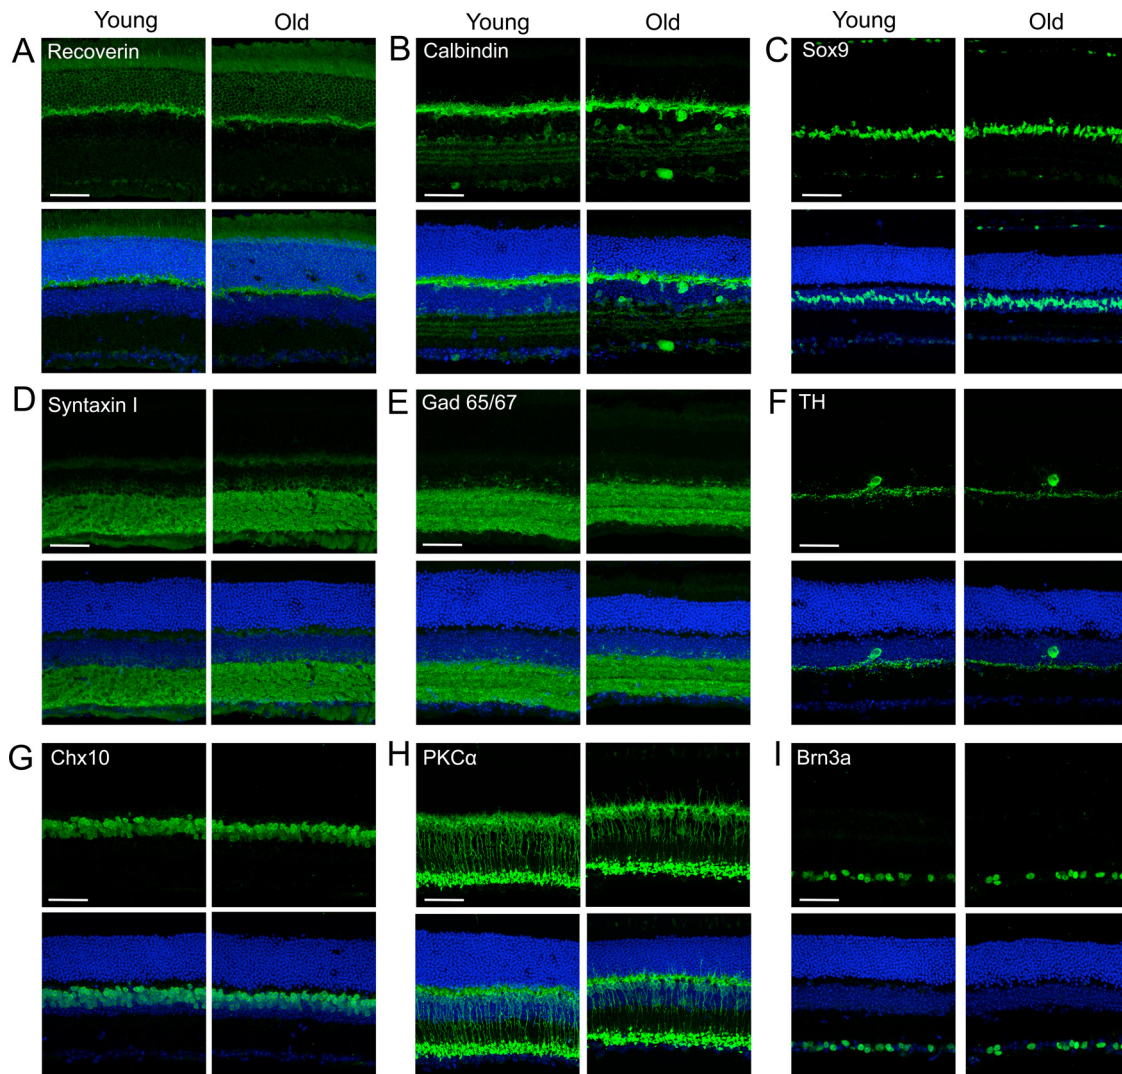 Young Old Young Old Young Old
A Recoverin B Calbindin C Sox9
D Syntaxin I E Gad 65/67 F TH
G Chx10 H PKCα I Brn3a